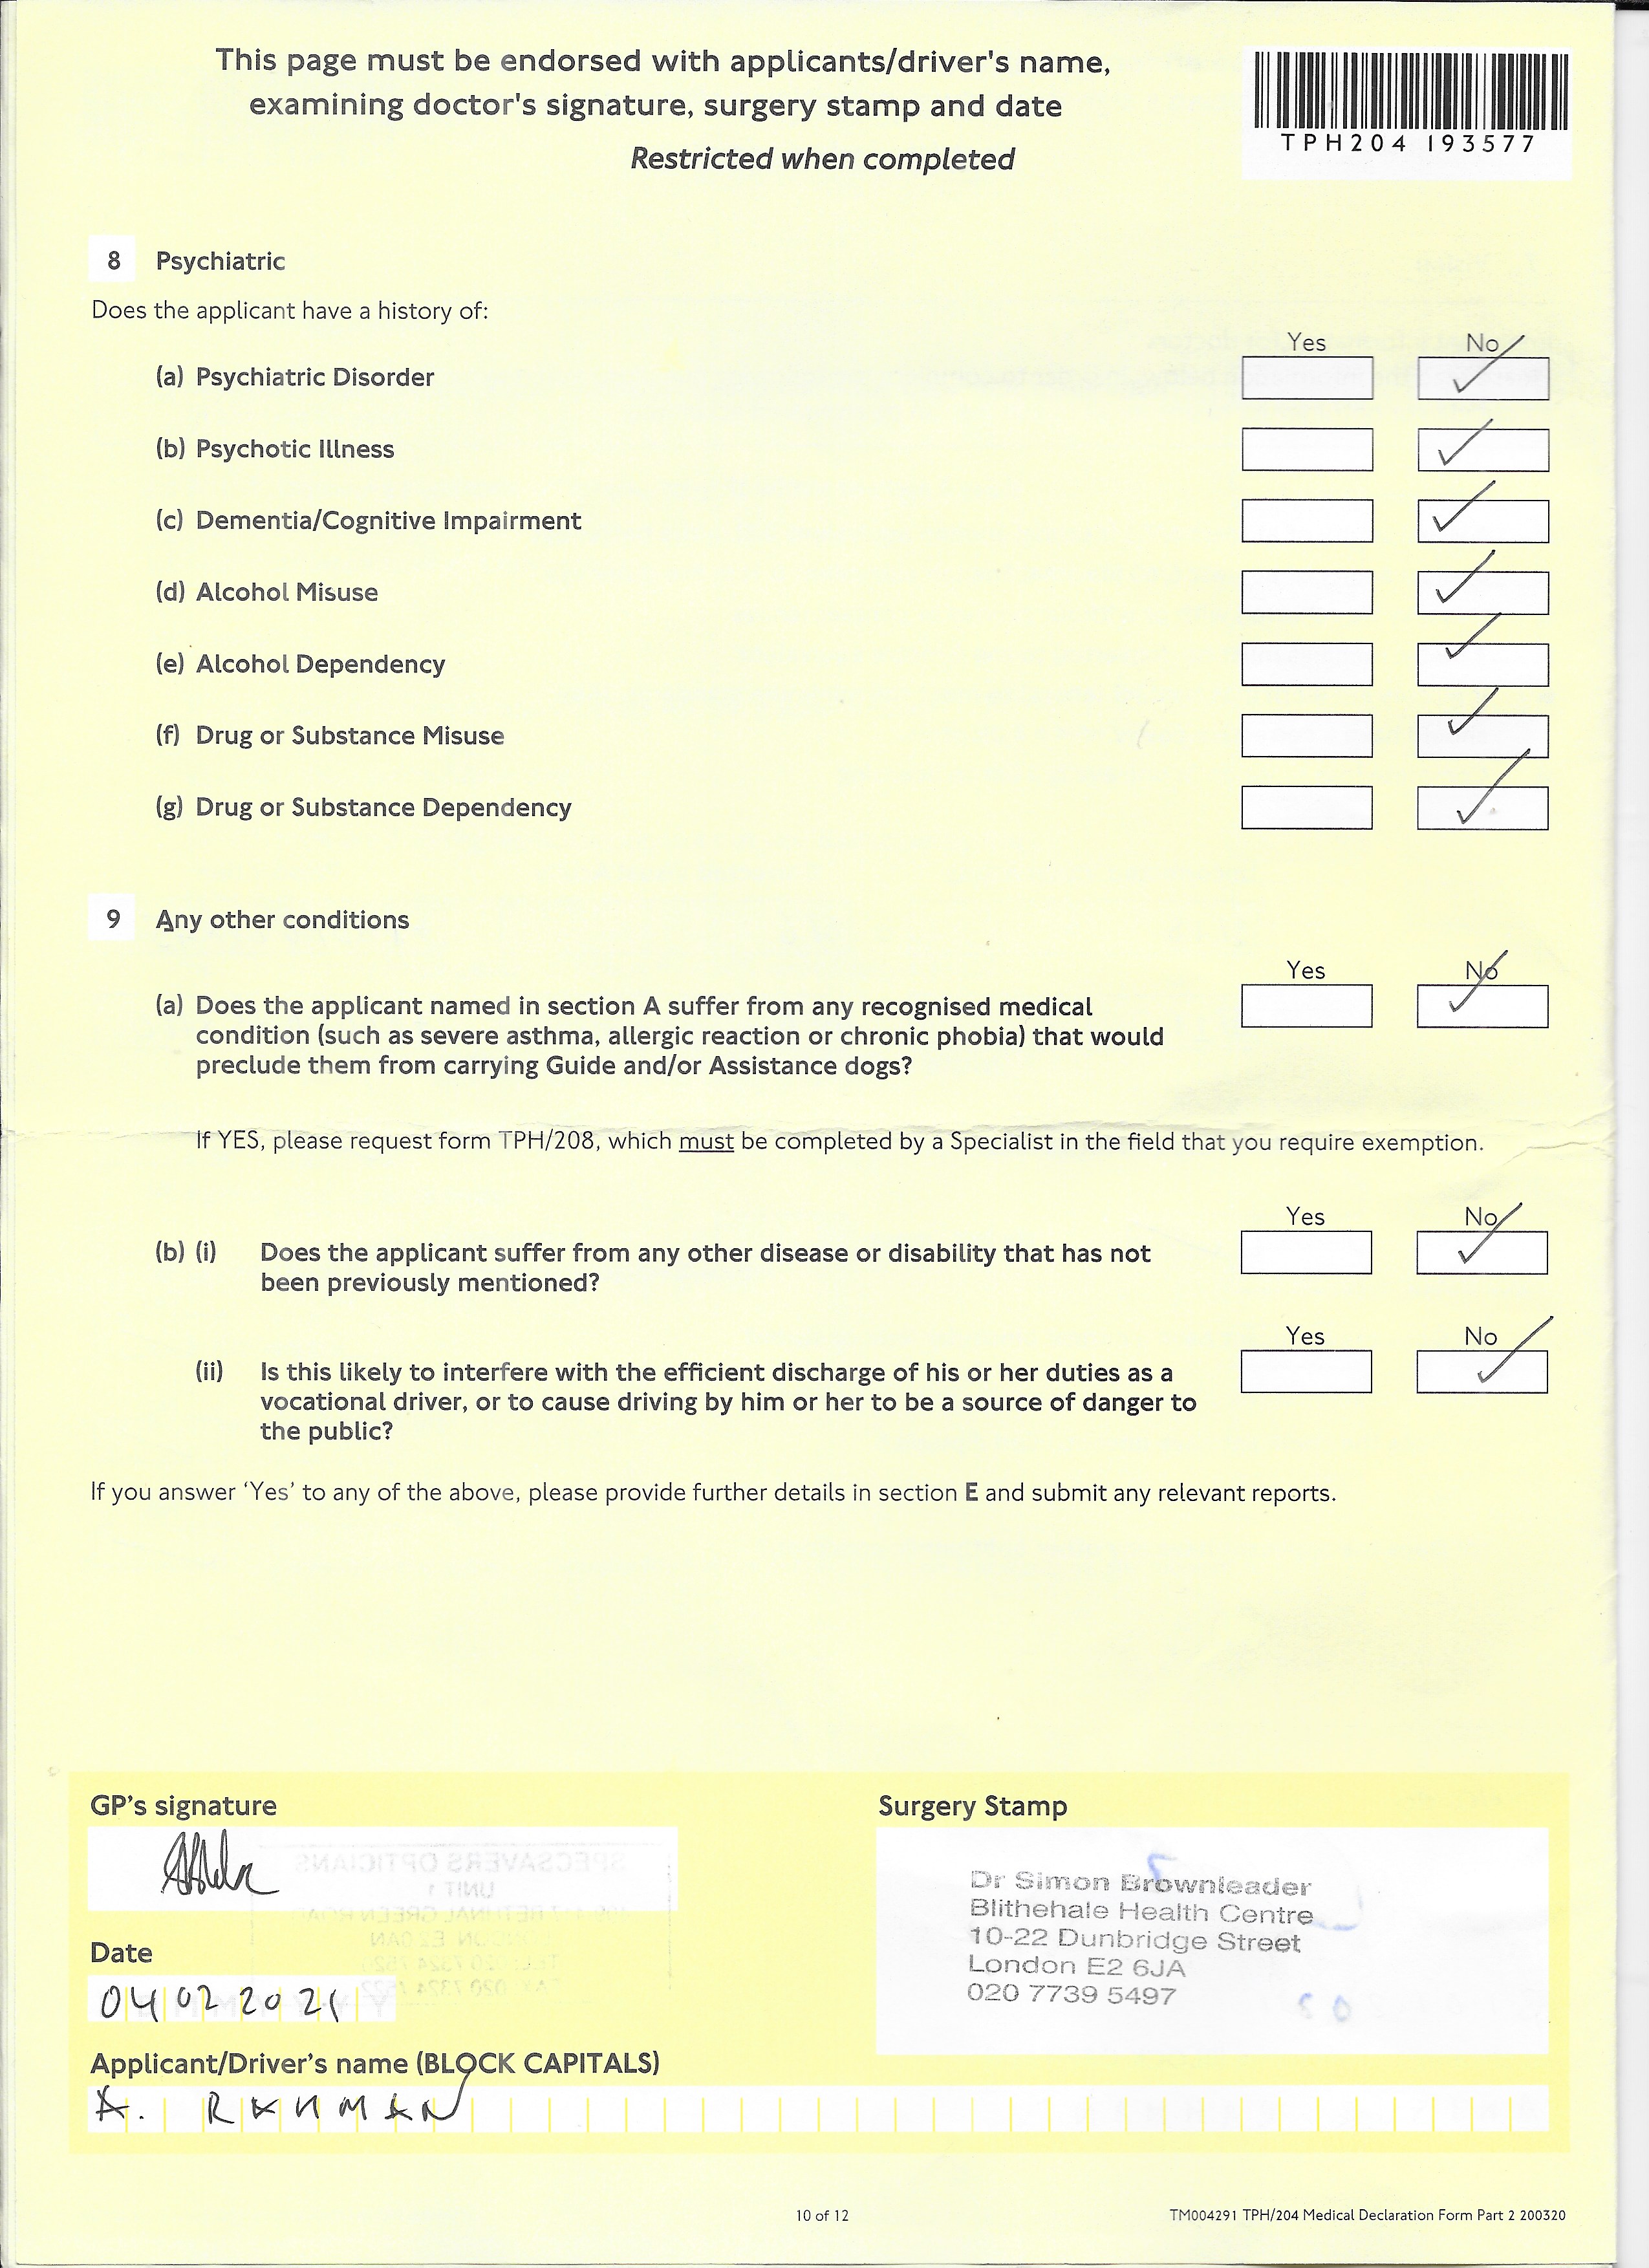 This page must be endorsed with applicants/driver's name,
examining doctor's signature, surgery stamp and date
Restricted when completed
TPH204 193577
8 Psychiatric
Does the applicant have a history of:
Yes No
(a) Psychiatric Disorder
(b) Psychotic Illness
(c) Dementia/Cognitive Impairment
(d) Alcohol Misuse
(e) Alcohol Dependency
(f) Drug or Substance Misuse
(g) Drug or Substance Dependency
9 Any other conditions
Yes No
(a) Does the applicant named in section A suffer from any recognised medical
condition (such as severe asthma, allergic reaction or chronic phobia) that would
preclude them from carrying Guide and/or Assistance dogs?
If YES, please request form TPH/208, which must be completed by a Specialist in the field that you require exemption.
Yes No
(b) (i) Does the applicant suffer from any other disease or disability that has not
been previously mentioned?
Yes No
(ii) Is this likely to interfere with the efficient discharge of his or her duties as a
vocational driver, or to cause driving by him or her to be a source of danger to
the public?
If you answer ‘Yes’ to any of the above, please provide further details in section E and submit any relevant reports.
GP’s signature
Surgery Stamp
Dr Simon Brownleader
Blithehale Health Centre
10-22 Dunbridge Street
London E2 6JA
020 7739 5497
Date
04 02 2021
Applicant/Driver’s name (BLOCK CAPITALS)
A. RAHMAN
10 of 12
TM004291 TPH/204 Medical Declaration Form Part 2 200320